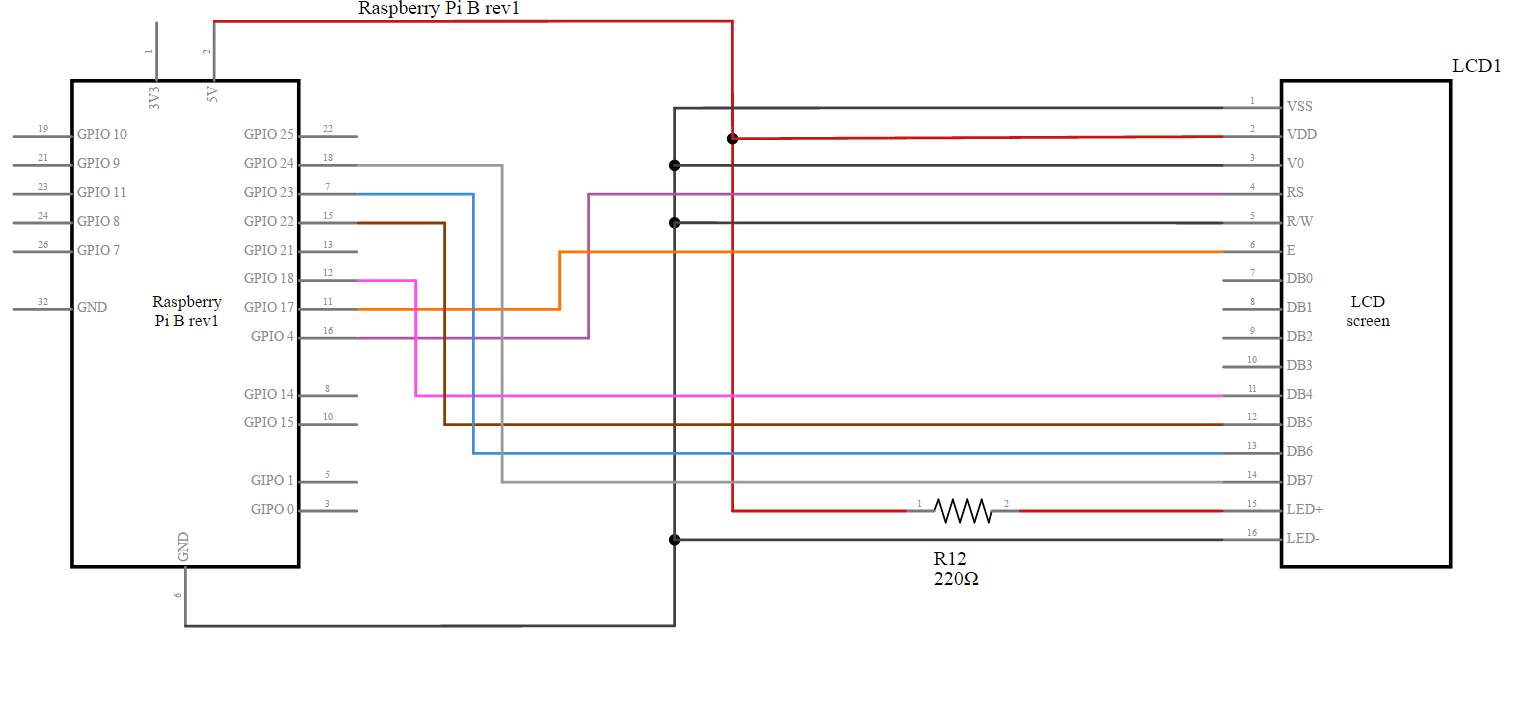 Raspberry Pi B rev1
LCD1
1
2
3V3
5V
19 GPIO 10
21 GPIO 9
23 GPIO 11
24 GPIO 8
26 GPIO 7
32 GND
Raspberry
Pi B rev1
GPIO 25 22
GPIO 24 18
GPIO 23 7
GPIO 22 15
GPIO 21 13
GPIO 18 12
GPIO 17 11
GPIO 4 16
GPIO 14 8
GPIO 15 10
GIPO 1 5
GIPO 0 3
GND
6
1 VSS
2 VDD
3 V0
4 RS
5 R/W
6 E
7 DB0
8 DB1
9 DB2
10 DB3
11 DB4
12 DB5
13 DB6
14 DB7
15 LED+
16 LED-
LCD
screen
1 2
R12
220Ω